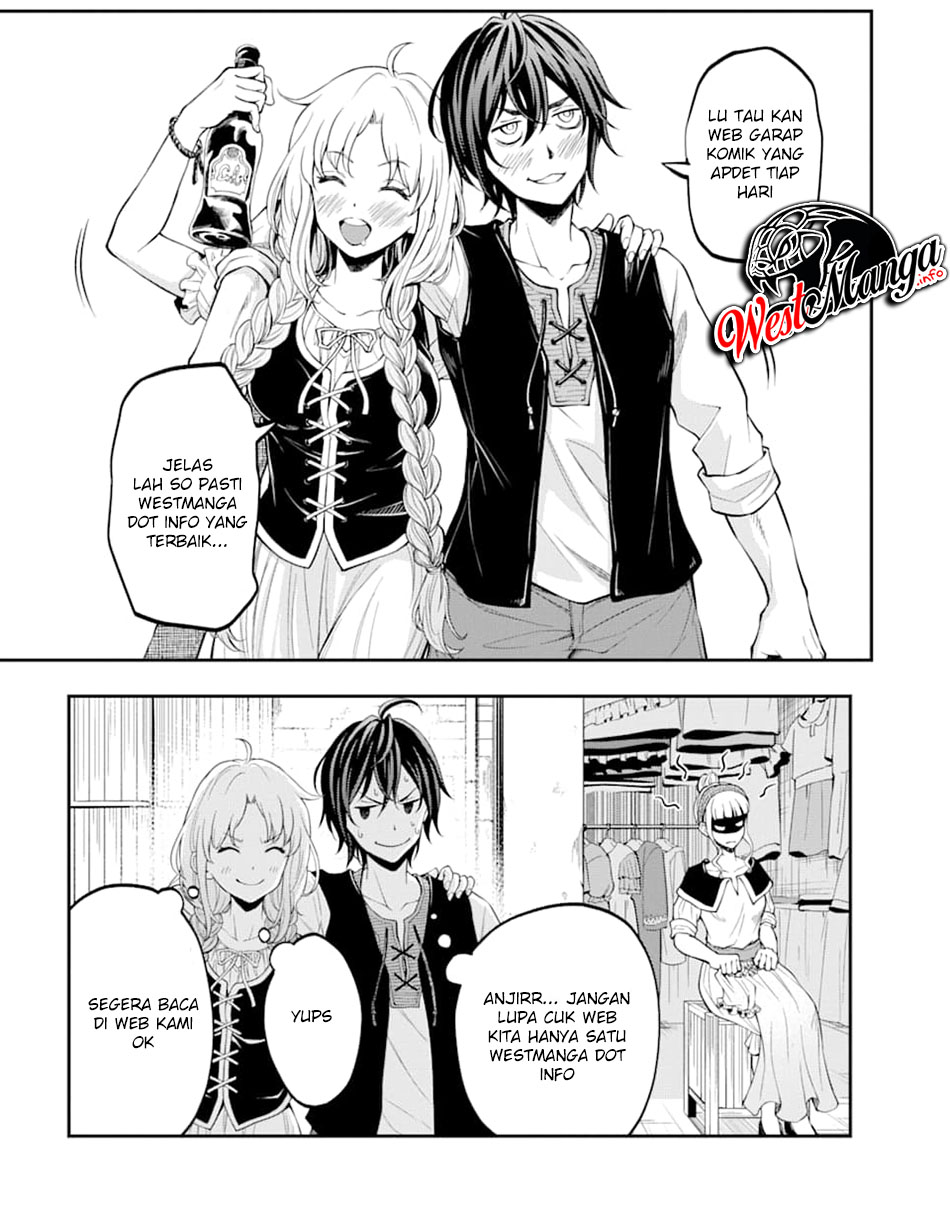 LU TAU KAN
WEB GARAP
KOMIK YANG
APDET TIAP
HARI
WestManga
.info
JELAS
LAH SO PASTI
WESTMANGA
DOT INFO YANG
TERBAIK...
ANJIRR... JANGAN
LUPA CUK WEB
KITA HANYA SATU
WESTMANGA DOT
INFO
YUPS
SEGERA BACA
DI WEB KAMI
OK